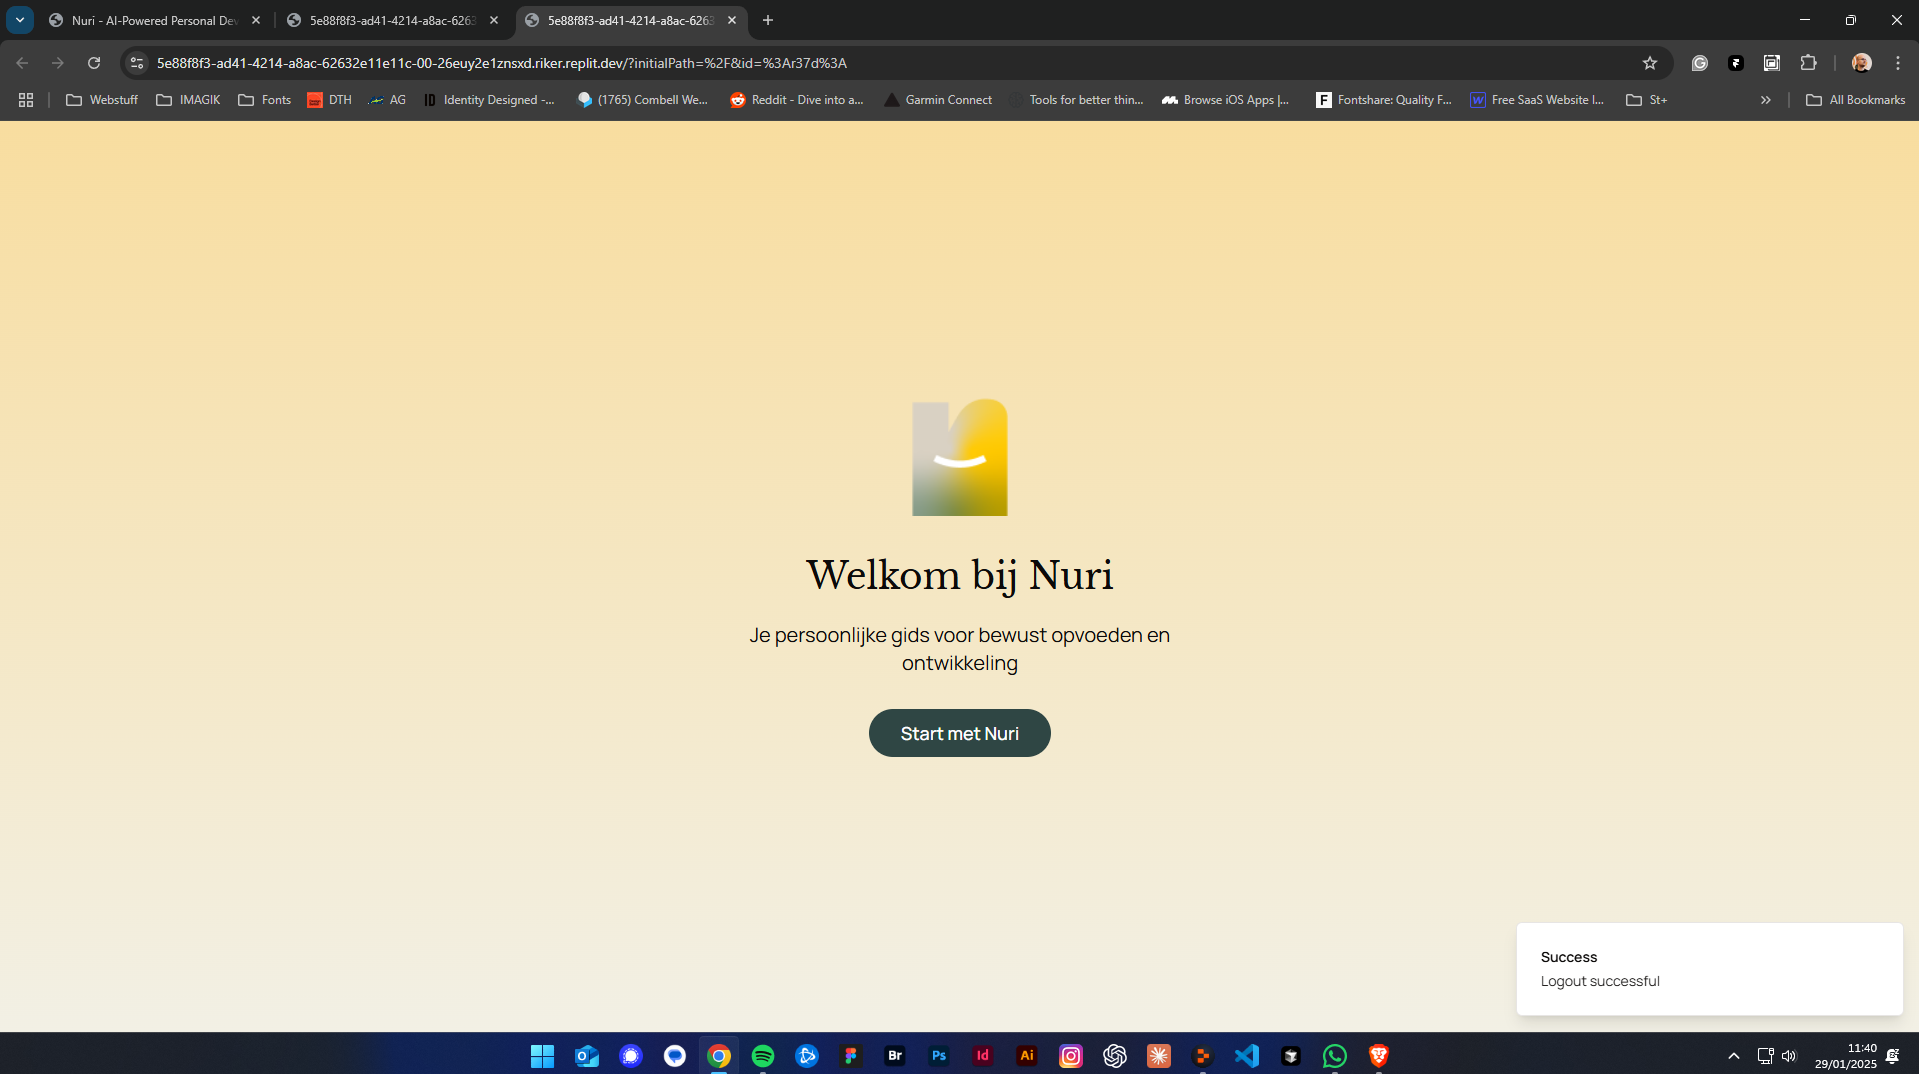 Nuri - AI-Powered Personal Dev
5e88f8f3-ad41-4214-a8ac-6263
5e88f8f3-ad41-4214-a8ac-6263
5e88f8f3-ad41-4214-a8ac-62632e11e11c-00-26euy2e1znsxd.riker.replit.dev/?initialPath=%2F&id=%3Ar37d%3A
Webstuff
IMAGIK
Fonts
DTH
AG
ID
Identity Designed -...
(1765) Combell We...
Reddit - Dive into a...
Garmin Connect
Tools for better thin...
Browse iOS Apps |...
F
Fontshare: Quality F...
W
Free SaaS Website I...
St+
All Bookmarks
Welkom bij Nuri
Je persoonlijke gids voor bewust opvoeden en
ontwikkeling
Start met Nuri
Success
Logout successful
Br
Ps
Id
Ai
11:40
29/01/2025